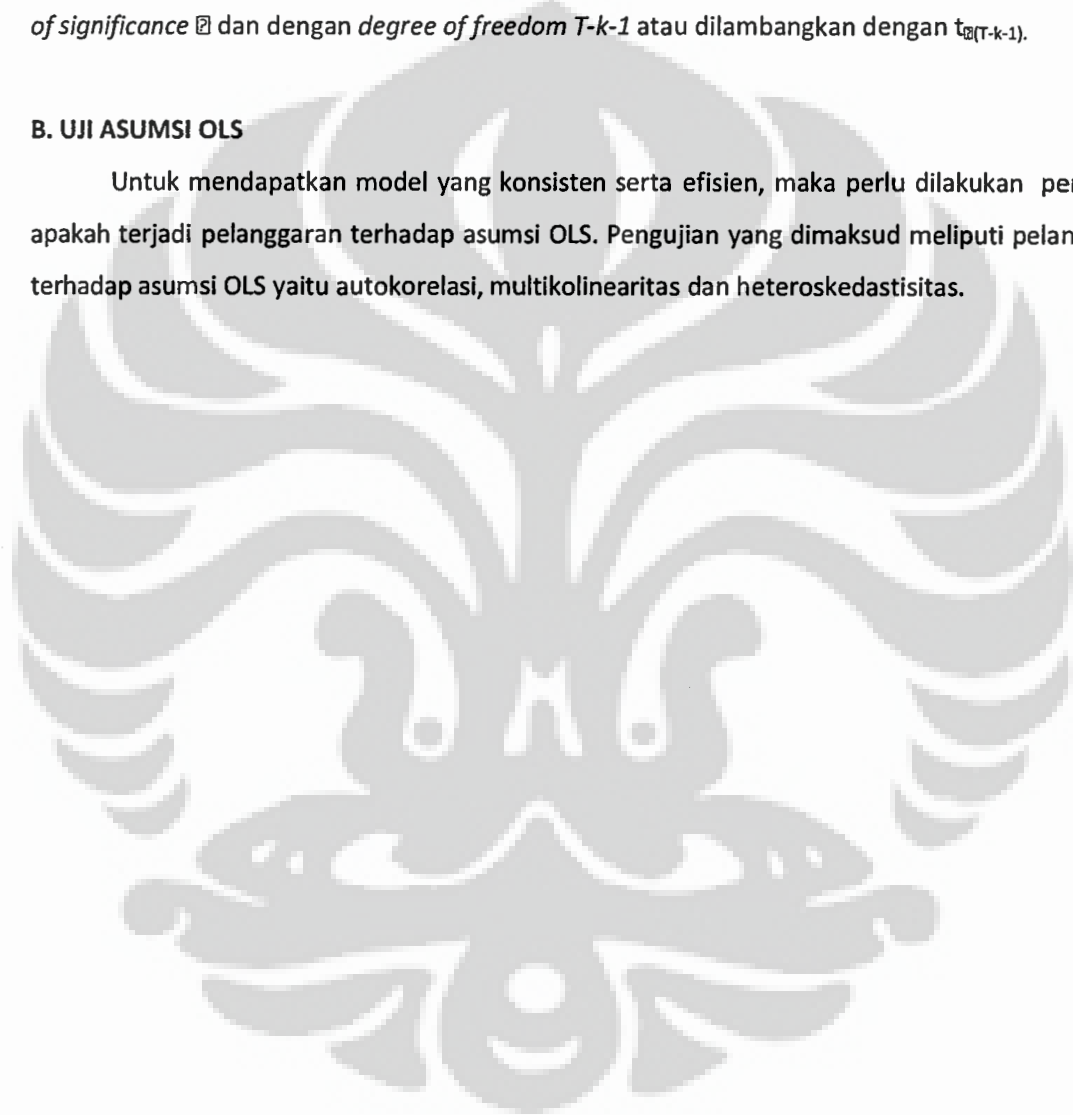 of significance � dan dengan degree of freedom T-k-1 atau dilambangkan dengan t�(T-k-1).
B. UJI ASUMSI OLS
Untuk mendapatkan model yang konsisten serta efisien, maka perlu dilakukan per
apakah terjadi pelanggaran terhadap asumsi OLS. Pengujian yang dimaksud meliputi pelan
terhadap asumsi OLS yaitu autokorelasi, multikolinearitas dan heteroskedastisitas.